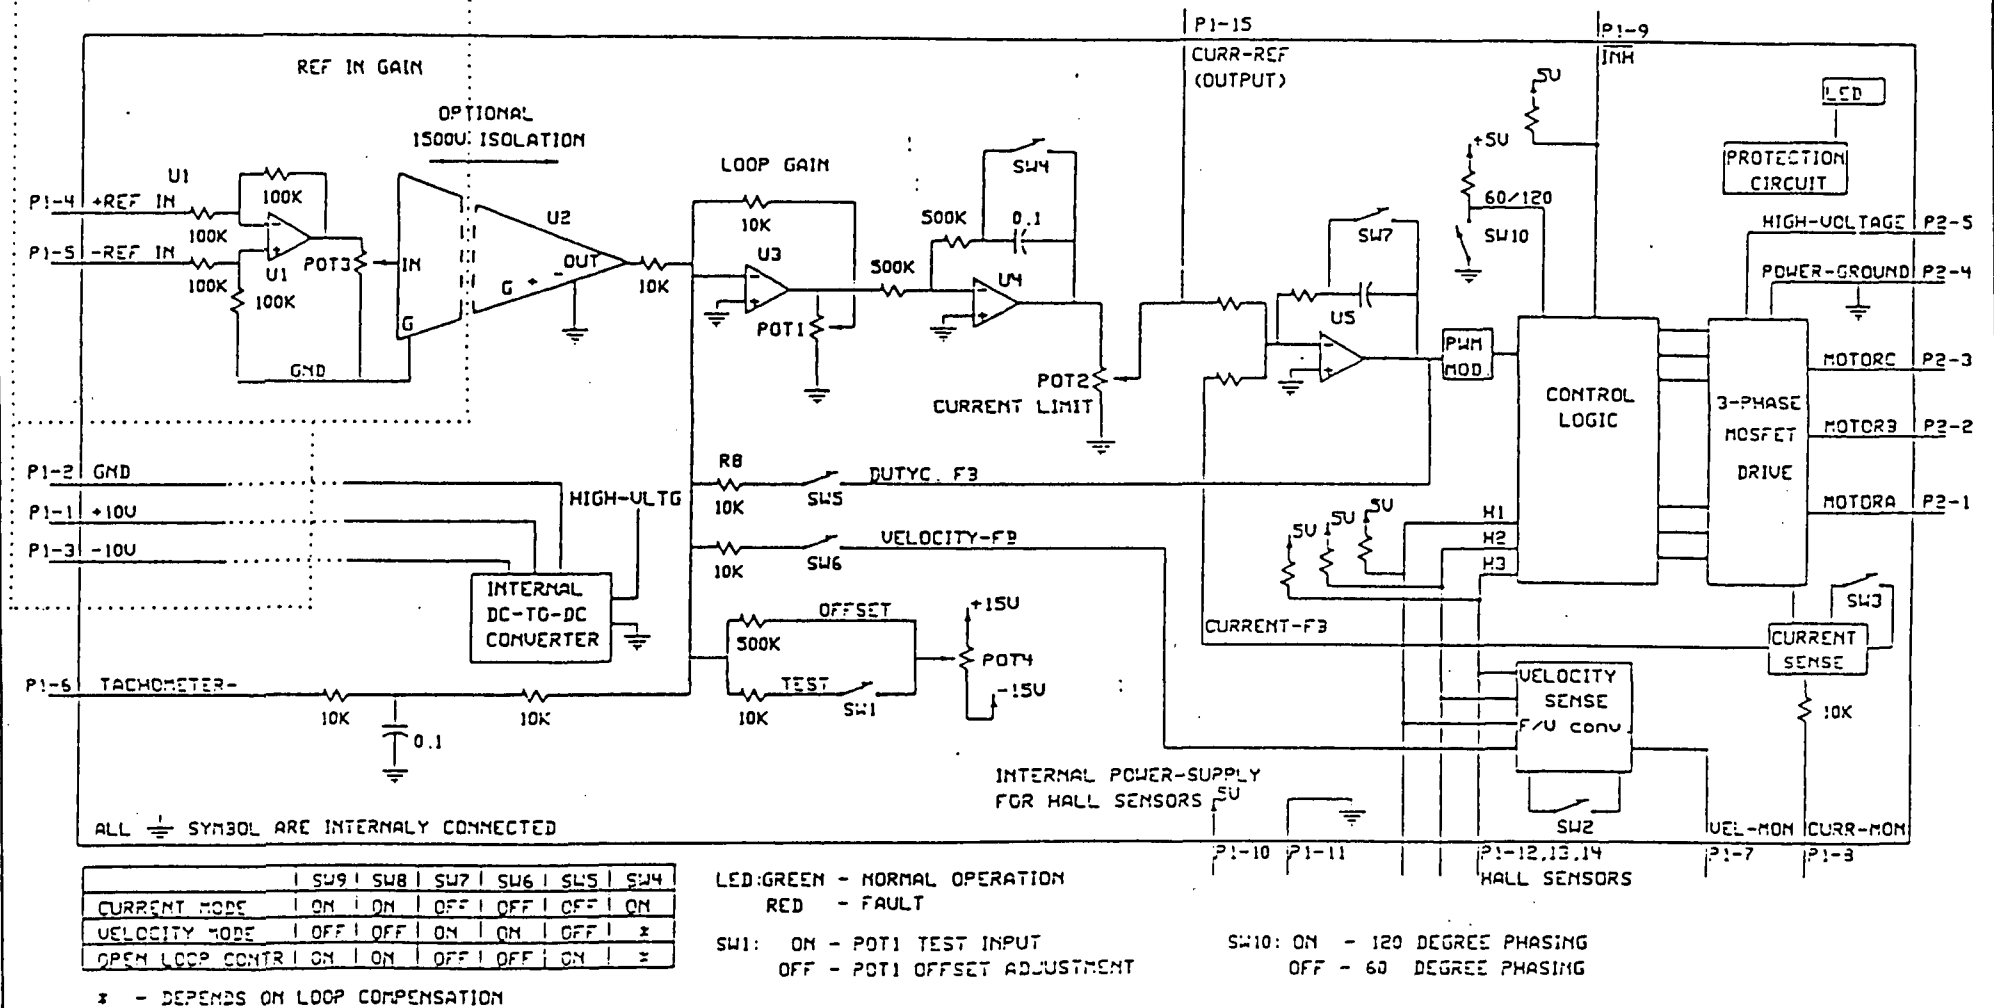 P1-15
P1-9
CURR-REF
(OUTPUT)
INH
REF IN GAIN
5V
LED
OPTIONAL
1500V ISOLATION
+5V
PROTECTION
CIRCUIT
LOOP GAIN
SW4
U1
100K
P1-4 +REF IN
100K
U2
10K
500K
0.1
60/120
SW7
SW10
HIGH-VOLTAGE P2-5
P1-5 -REF IN
U1
POT3
IN
OUT
G + -
U3
500K
U4
100K
100K
10K
POWER-GROUND P2-4
G
POT1
U5
PWM
MOD.
GND
POT2
CURRENT LIMIT
CONTROL
LOGIC
3-PHASE
MOSFET
DRIVE
MOTORC P2-3
MOTORB P2-2
MOTORA P2-1
P1-2 GND
R8
10K
SW5
DUTYC. FB
HIGH-VLTG
P1-1 +10V
P1-3 -10V
10K
SW6
VELOCITY-FB
5V
5V
5V
H1
H2
H3
INTERNAL
DC-TO-DC
CONVERTER
OFFSET
500K
+15V
POT4
-15V
TEST
10K
SW1
CURRENT-FB
SW3
CURRENT
SENSE
10K
P1-6 TACHOMETER-
10K
10K
0.1
VELOCITY
SENSE
F/V conv.
SW2
INTERNAL POWER-SUPPLY
FOR HALL SENSORS
5V
ALL SYMBOL ARE INTERNALY CONNECTED
VEL-MON CURR-MON
P1-10 P1-11 P1-12,13,14 P1-7 P1-8
HALL SENSORS
SW9 SW8 SW7 SW6 SW5 SW4
CURRENT MODE ON ON OFF OFF OFF ON
VELOCITY MODE OFF OFF ON ON OFF *
OPEN LOOP CONTR ON ON OFF OFF ON *
* - DEPENDS ON LOOP COMPENSATION
LED:GREEN - NORMAL OPERATION
RED - FAULT
SW1: ON - POT1 TEST INPUT
OFF - POT1 OFFSET ADJUSTMENT
SW10: ON - 120 DEGREE PHASING
OFF - 60 DEGREE PHASING